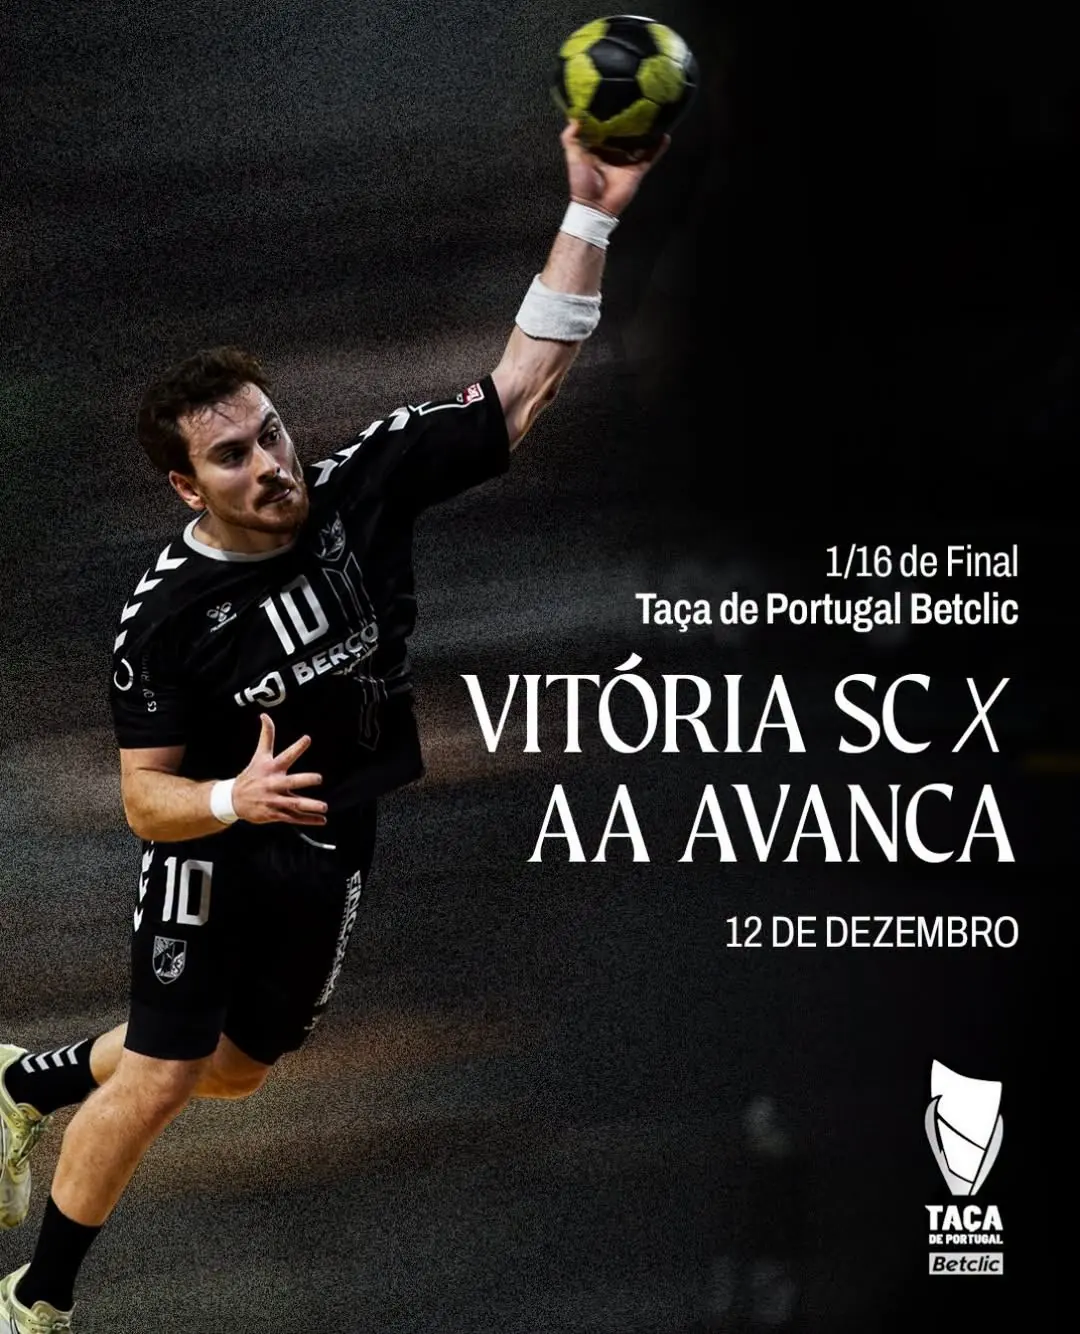 1/16 de Final
Taça de Portugal Betclic
VITÓRIA SC X
AA AVANCA
12 DE DEZEMBRO
10
10
TAÇA
DE PORTUGAL
Betclic